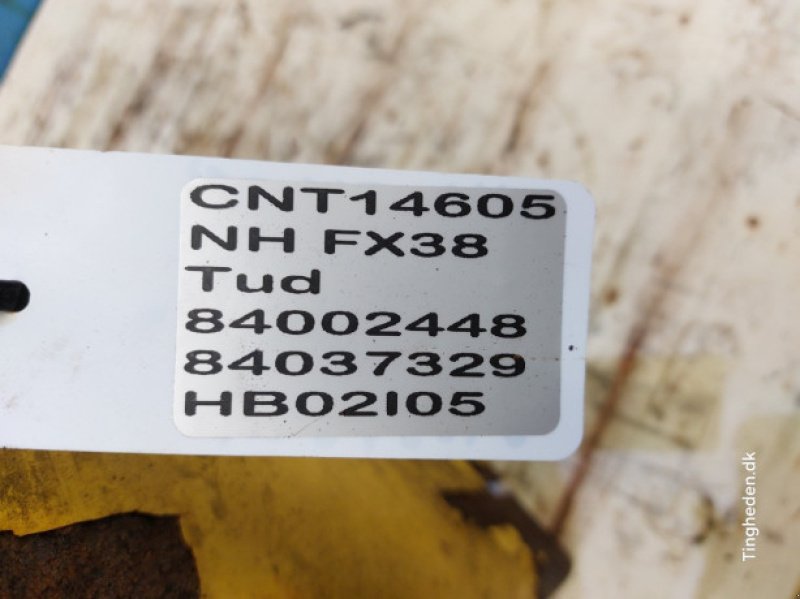 CNT14605
NH FX38
Tud
84002448
84037329
HB02I05
Tingheden.dk